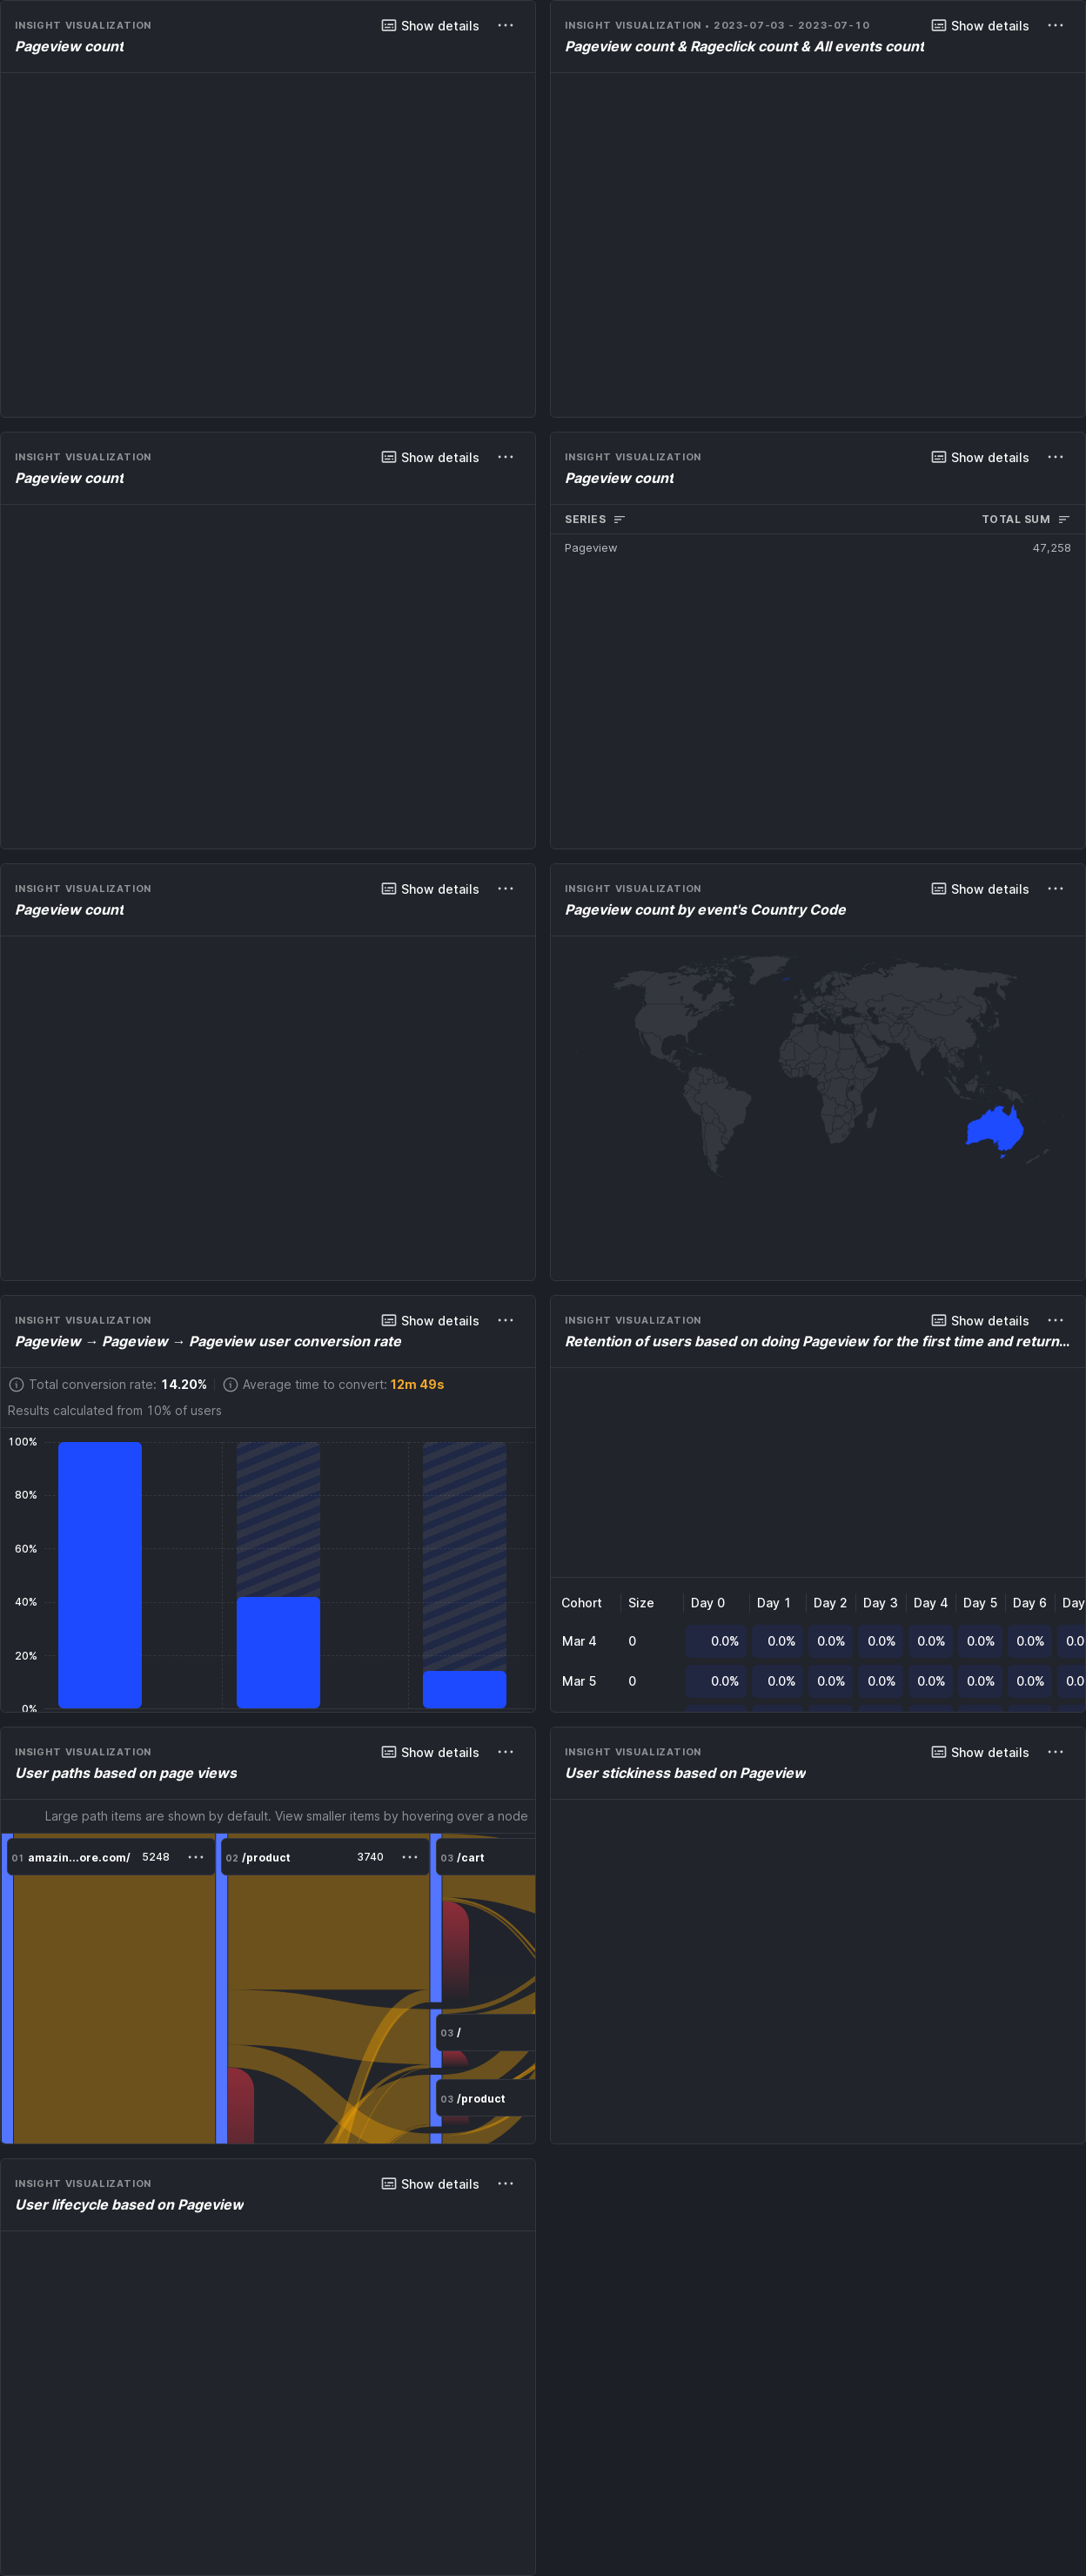 INSIGHT VISUALIZATION
Show details
Pageview count
INSIGHT VISUALIZATION • 2023-07-03 - 2023-07-10
Show details
Pageview count & Rageclick count & All events count
INSIGHT VISUALIZATION
Show details
Pageview count
INSIGHT VISUALIZATION
Show details
Pageview count
SERIES TOTAL SUM
Pageview 47,258
INSIGHT VISUALIZATION
Show details
Pageview count
INSIGHT VISUALIZATION
Show details
Pageview count by event's Country Code
INSIGHT VISUALIZATION
Show details
Pageview → Pageview → Pageview user conversion rate
Total conversion rate: 14.20% Average time to convert: 12m 49s
Results calculated from 10% of users
100%
80%
60%
40%
20%
0%
INSIGHT VISUALIZATION
Show details
Retention of users based on doing Pageview for the first time and return...
Cohort Size Day 0 Day 1 Day 2 Day 3 Day 4 Day 5 Day 6 Day
Mar 4 0 0.0% 0.0% 0.0% 0.0% 0.0% 0.0% 0.0% 0.0
Mar 5 0 0.0% 0.0% 0.0% 0.0% 0.0% 0.0% 0.0% 0.0
INSIGHT VISUALIZATION
Show details
User paths based on page views
Large path items are shown by default. View smaller items by hovering over a node
01 amazin...ore.com/ 5248
02 /product 3740
03 /cart
03 /
03 /product
INSIGHT VISUALIZATION
Show details
User stickiness based on Pageview
INSIGHT VISUALIZATION
Show details
User lifecycle based on Pageview